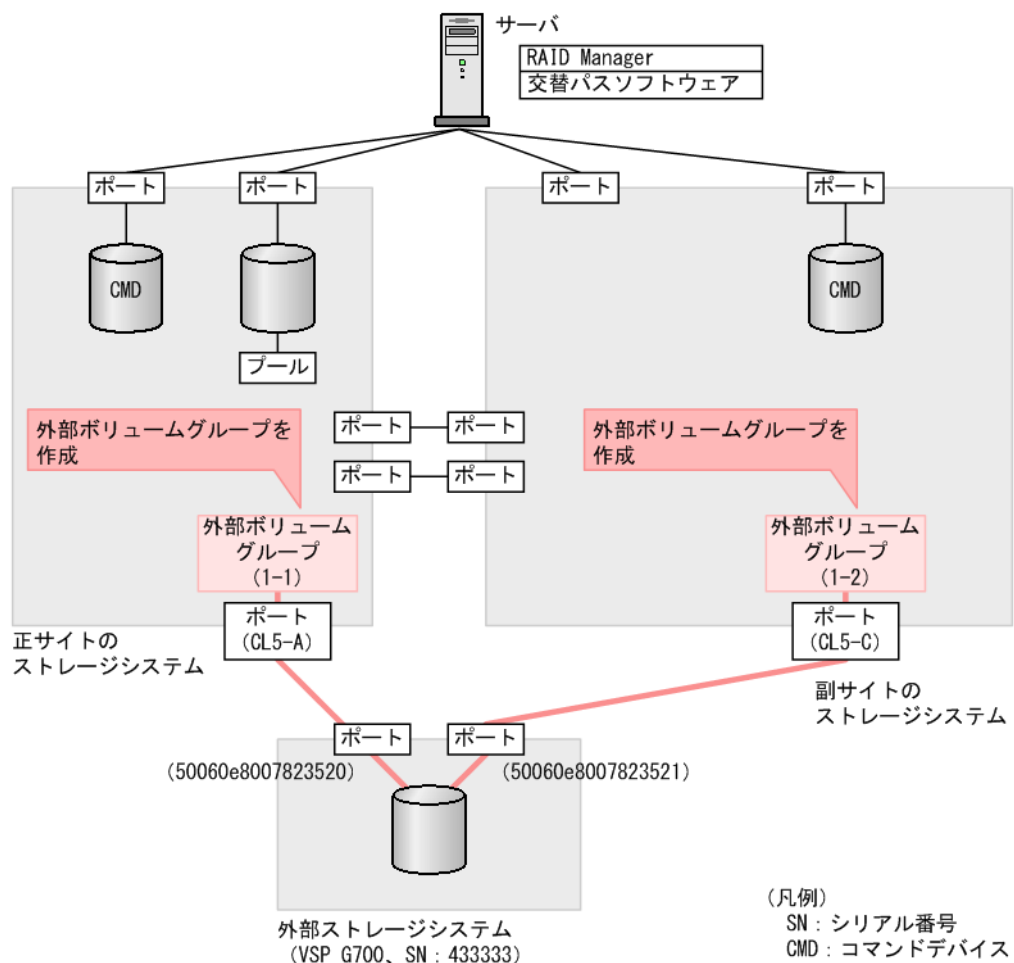 サーバ
RAID Manager
交替パスソフトウェア
ポート
ポート
ポート
ポート
CMD
CMD
プール
外部ボリュームグループを
作成
ポート
ポート
外部ボリュームグループを
作成
ポート
ポート
外部ボリューム
グループ
(1-1)
外部ボリューム
グループ
(1-2)
ポート
(CL5-A)
ポート
(CL5-C)
正サイトの
ストレージシステム
副サイトの
ストレージシステム
ポート
ポート
(50060e8007823520)
(50060e8007823521)
外部ストレージシステム
(VSP G700、SN：433333)
(凡例)
SN：シリアル番号
CMD：コマンドデバイス